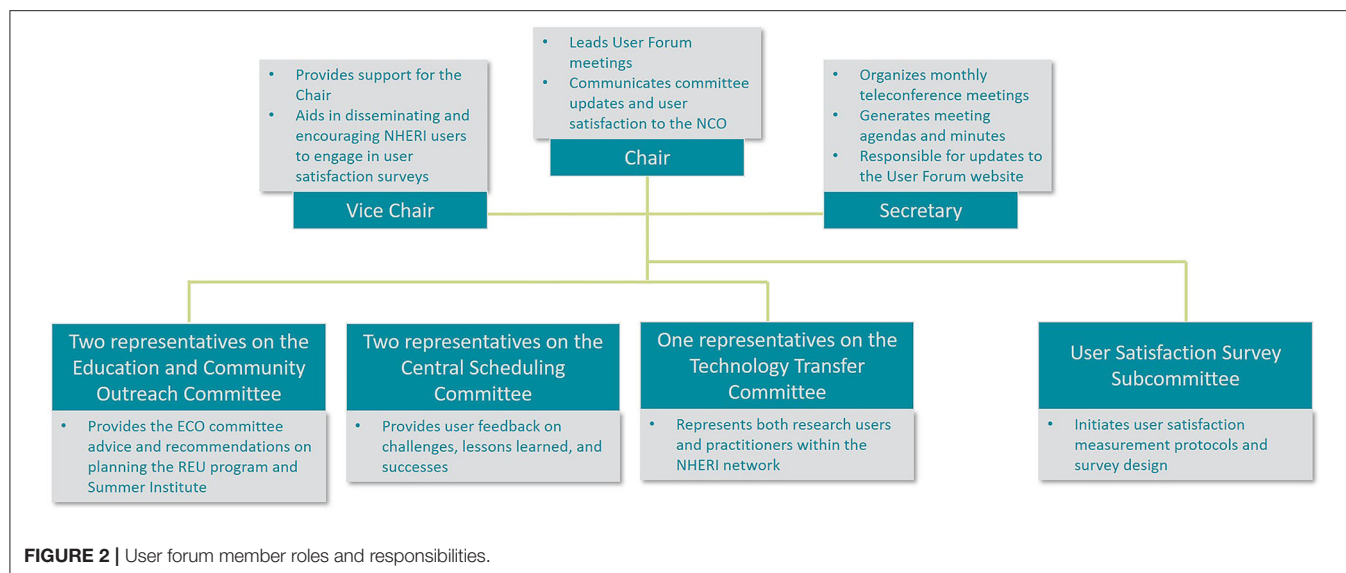 • Provides support for the
Chair
• Aids in disseminating and
encouraging NHERI users
to engage in user
satisfaction surveys
Vice Chair
• Leads User Forum
meetings
• Communicates committee
updates and user
satisfaction to the NCO
Chair
• Organizes monthly
teleconference meetings
• Generates meeting
agendas and minutes
• Responsible for updates to
the User Forum website
Secretary
Two representatives on the
Education and Community
Outreach Committee
• Provides the ECO committee
advice and recommendations on
planning the REU program and
Summer Institute
Two representatives on the
Central Scheduling
Committee
• Provides user feedback on
challenges, lessons learned, and
successes
One representatives on the
Technology Transfer
Committee
• Represents both research users
and practitioners within the
NHERI network
User Satisfaction Survey
Subcommittee
• Initiates user satisfaction
measurement protocols and
survey design
FIGURE 2 | User forum member roles and responsibilities.